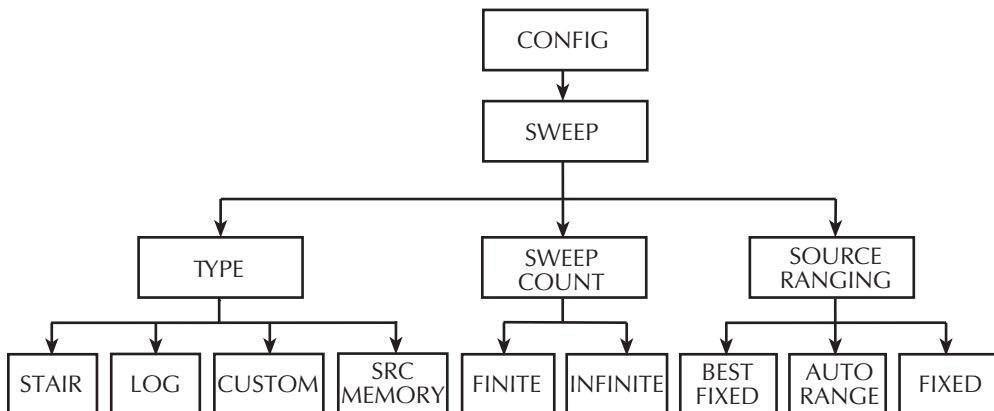 CONFIG
SWEEP
TYPE
SWEEP
COUNT
SOURCE
RANGING
STAIR
LOG
CUSTOM
SRC
MEMORY
FINITE
INFINITE
BEST
FIXED
AUTO
RANGE
FIXED